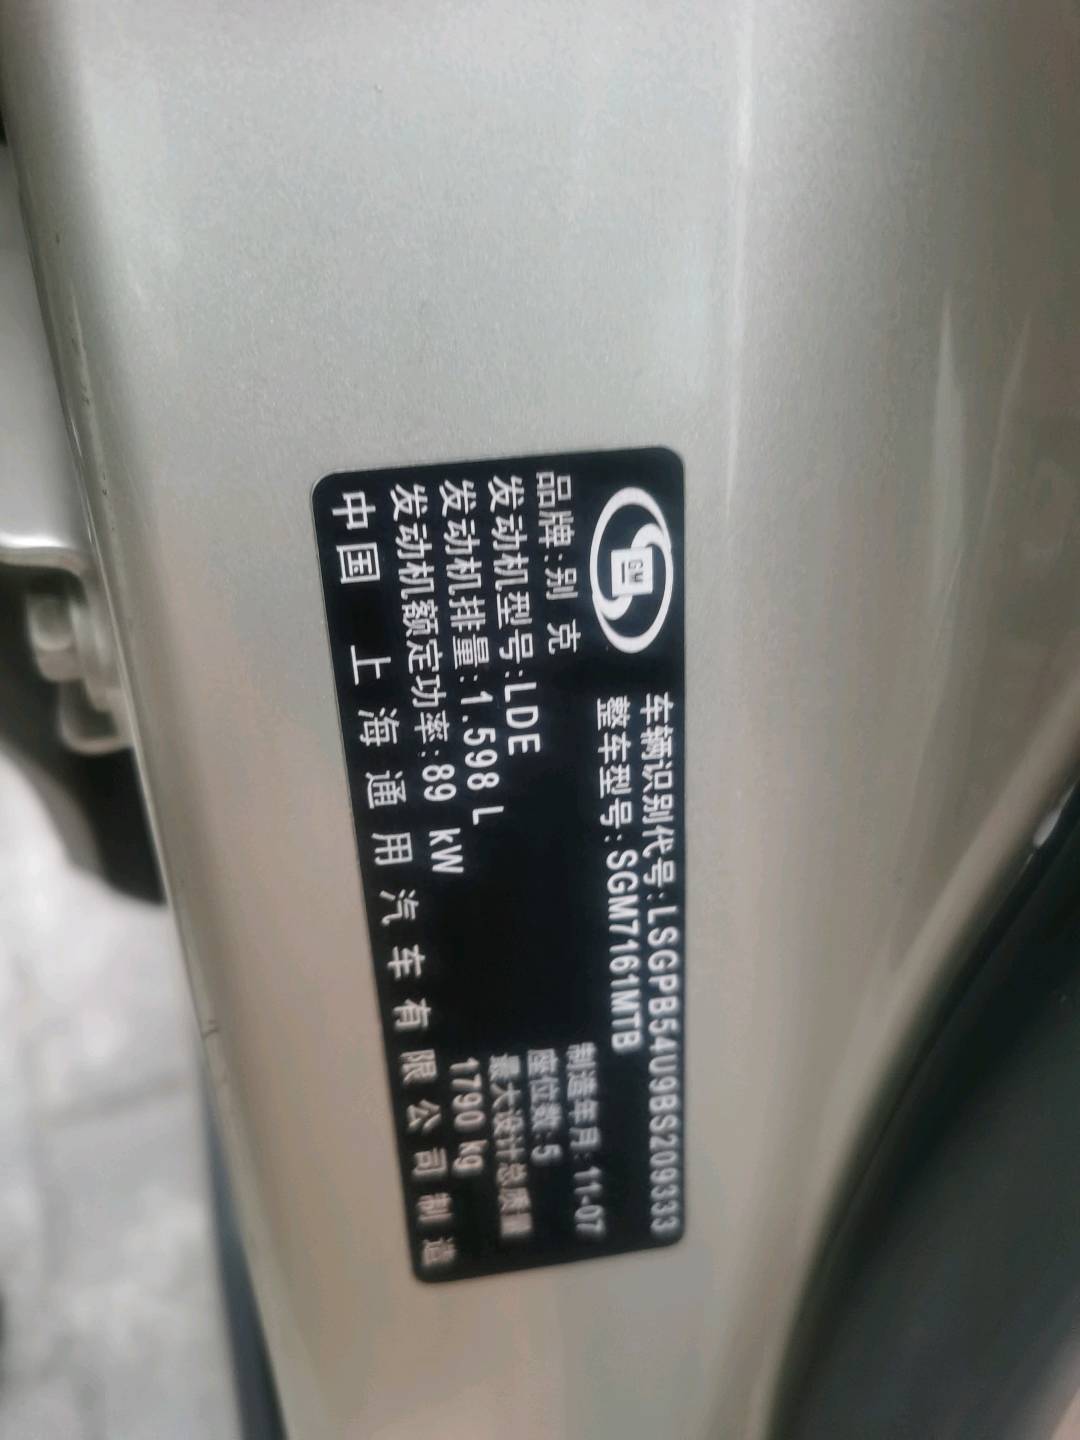 GM
车辆识别代号:LSGPB54U9BS209333
整车型号:SGM7161MTB
品牌:别 克
制造年月:11-07
发动机型号:LDE
座位数:5
发动机排量:1.598 L
最大设计总质量
发动机额定功率:89 kW
1790 kg
中国 上海通用汽车有限公司制造